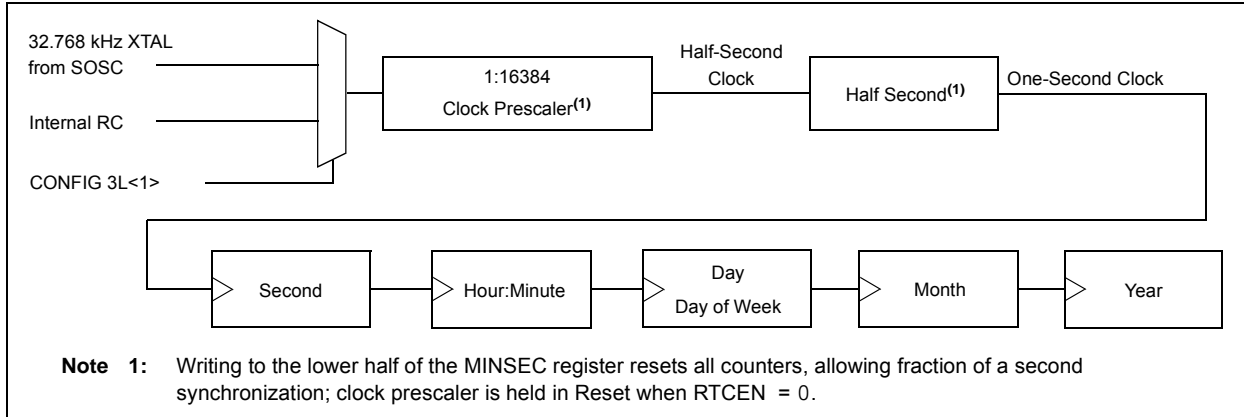 32.768 kHz XTAL
from SOSC
Internal RC
CONFIG 3L<1>
1:16384
Clock Prescaler(1)
Half-Second
Clock
Half Second(1)
One-Second Clock
Second
Hour:Minute
Day
Day of Week
Month
Year
Note 1: Writing to the lower half of the MINSEC register resets all counters, allowing fraction of a second
synchronization; clock prescaler is held in Reset when RTCEN = 0.